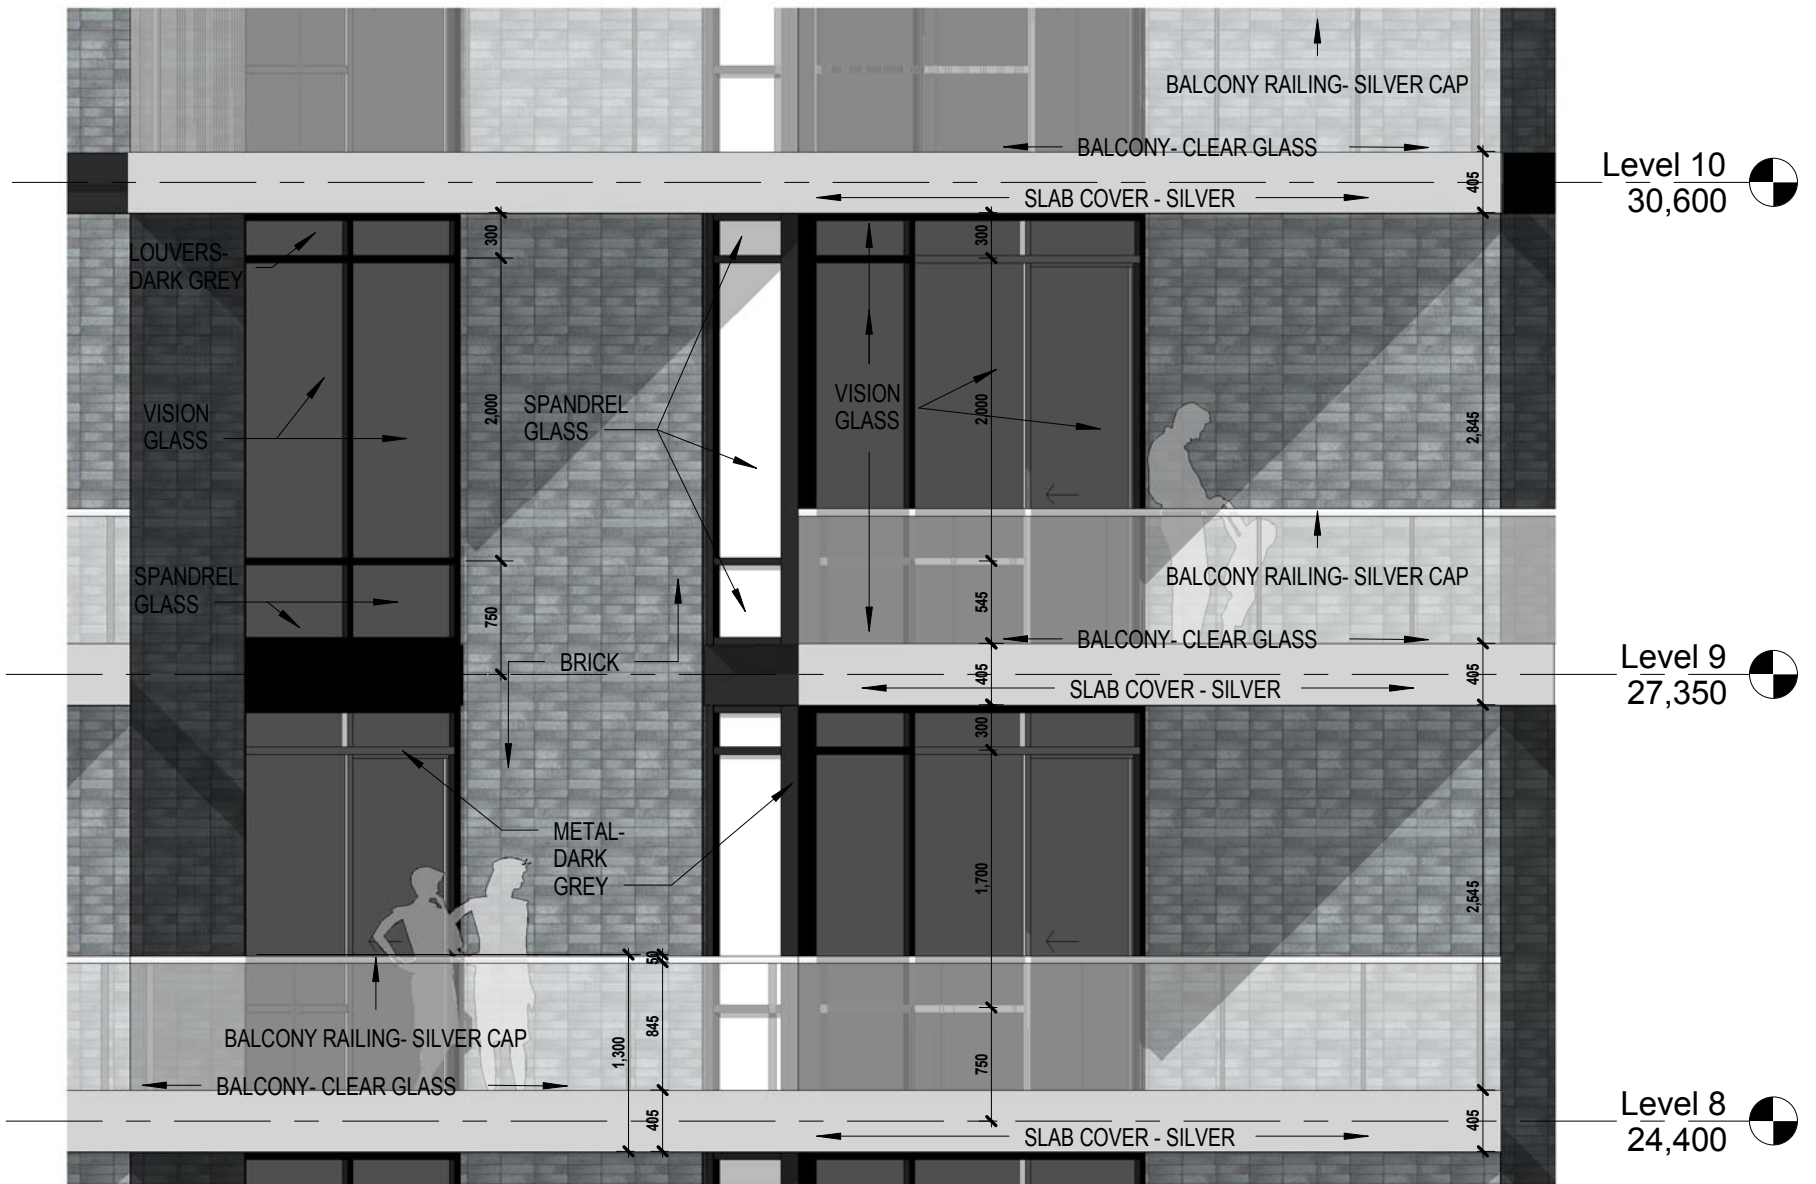 BALCONY RAILING- SILVER CAP
BALCONY- CLEAR GLASS
405
Level 10
30,600
SLAB COVER - SILVER
LOUVERS-
DARK GREY
300
300
VISION
GLASS
2,000
SPANDREL
GLASS
VISION
GLASS
2,000
2,845
SPANDREL
GLASS
750
545
BALCONY RAILING- SILVER CAP
BALCONY- CLEAR GLASS
BRICK
405
SLAB COVER - SILVER
405
Level 9
27,350
300
METAL-
DARK
GREY
1,700
2,545
50
BALCONY RAILING- SILVER CAP
845
1,300
750
BALCONY- CLEAR GLASS
405
SLAB COVER - SILVER
405
Level 8
24,400